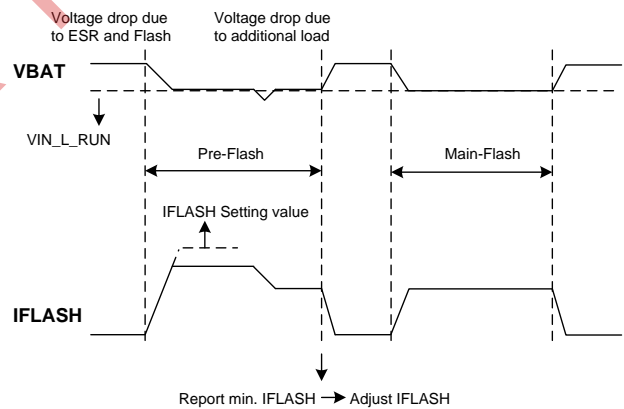 Voltage drop due
to ESR and Flash
Voltage drop due
to additional load
VBAT
VIN_L_RUN
Pre-Flash
Main-Flash
IFLASH Setting value
IFLASH
Report min. IFLASH
Adjust IFLASH